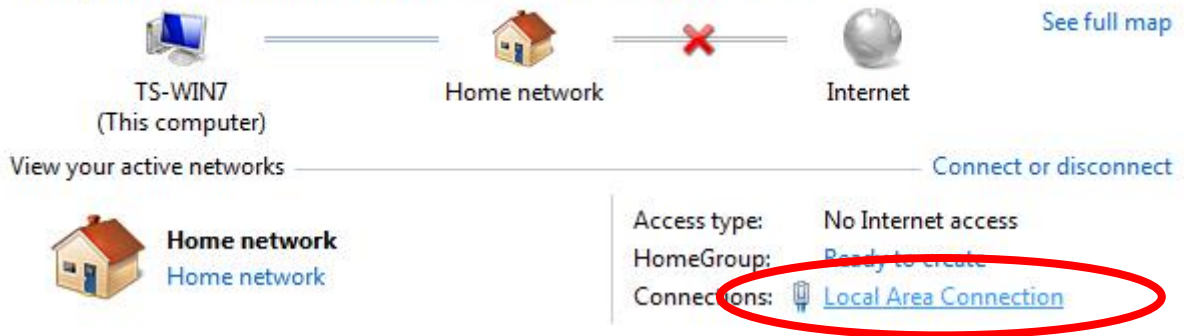 See full map
TS-WIN7
(This computer)
Home network
Internet
View your active networks
Connect or disconnect
Home network
Home network
Access type: No Internet access
HomeGroup: Ready to create
Connections: Local Area Connection